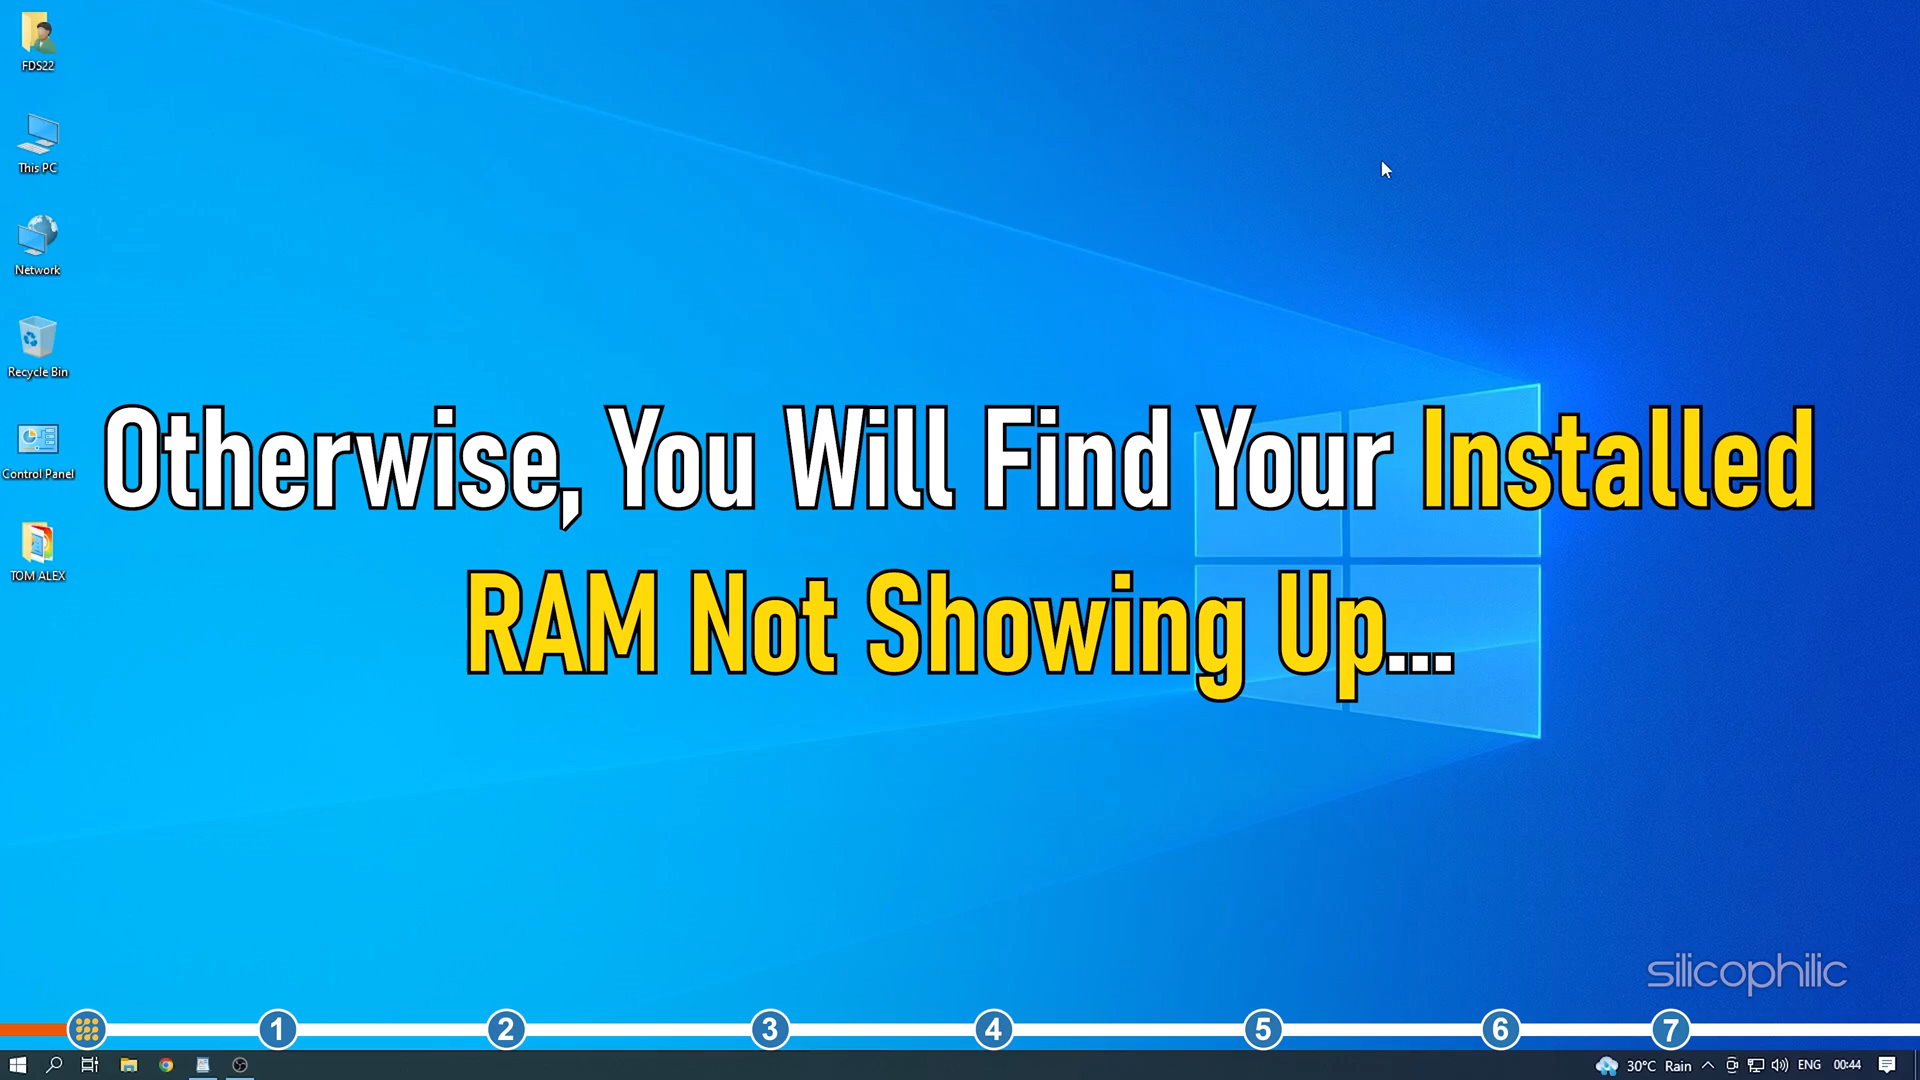 FDS22
This PC
Network
Recycle Bin
Control Panel
TOM ALEX
Otherwise, You Will Find Your Installed
RAM Not Showing Up...
silicophilic
1 2 3 4 5 6 7
30°C Rain ENG 00:44